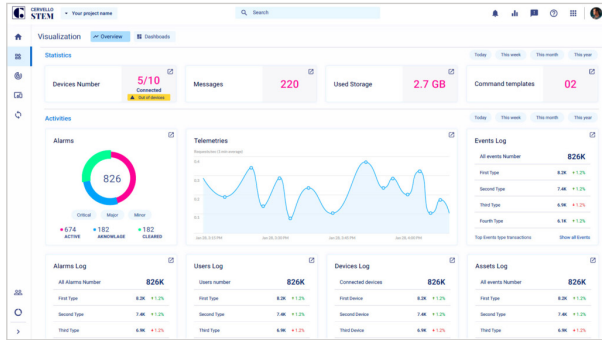 CERVELLO
STEM
Your project name
Search
Visualization
Overview
Dashboards
Statistics
Today This week This month This year
Devices Number
5/10
Connected
Out of devices
Messages
220
Used Storage
2.7 GB
Command templates
02
Activities
Today This week This month This year
Alarms
826
Critical Major Minor
674 182 182
ACTIVE AKNOWLAGE CLEARED
Telemetries
Events Log
All events Number 826K
First Type 8.2K +1.2%
Second Type 7.4K +1.2%
Third Type 6.9K +1.2%
Fourth Type 6.1K +1.2%
Top Events type transactions Show all Events
Alarms Log
All Alarms Number 826K
First Type 8.2K +1.2%
Second Type 7.4K +1.2%
Third Type 6.9K +1.2%
Users Log
Users number 826K
First Type 8.2K +1.2%
Second Type 7.4K +1.2%
Third Type 6.9K +1.2%
Devices Log
Connected devices 826K
First Device 8.2K +1.2%
Second Device 7.4K +1.2%
Third Device 6.9K +1.2%
Assets Log
Connected devices 826K
First Type 8.2K +1.2%
Second Type 7.4K +1.2%
Third Type 6.9K +1.2%